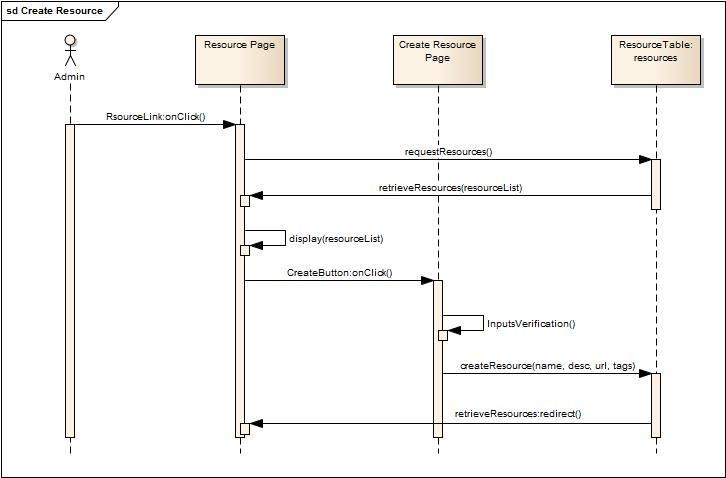 sd Create Resource
Resource Page
Create Resource
Page
ResourceTable:
resources
Admin
RsourceLink:onClick()
requestResources()
retrieveResources(resourceList)
display(resourceList)
CreateButton:onClick()
InputsVerification()
createResource(name, desc, url, tags)
retrieveResources:redirect()